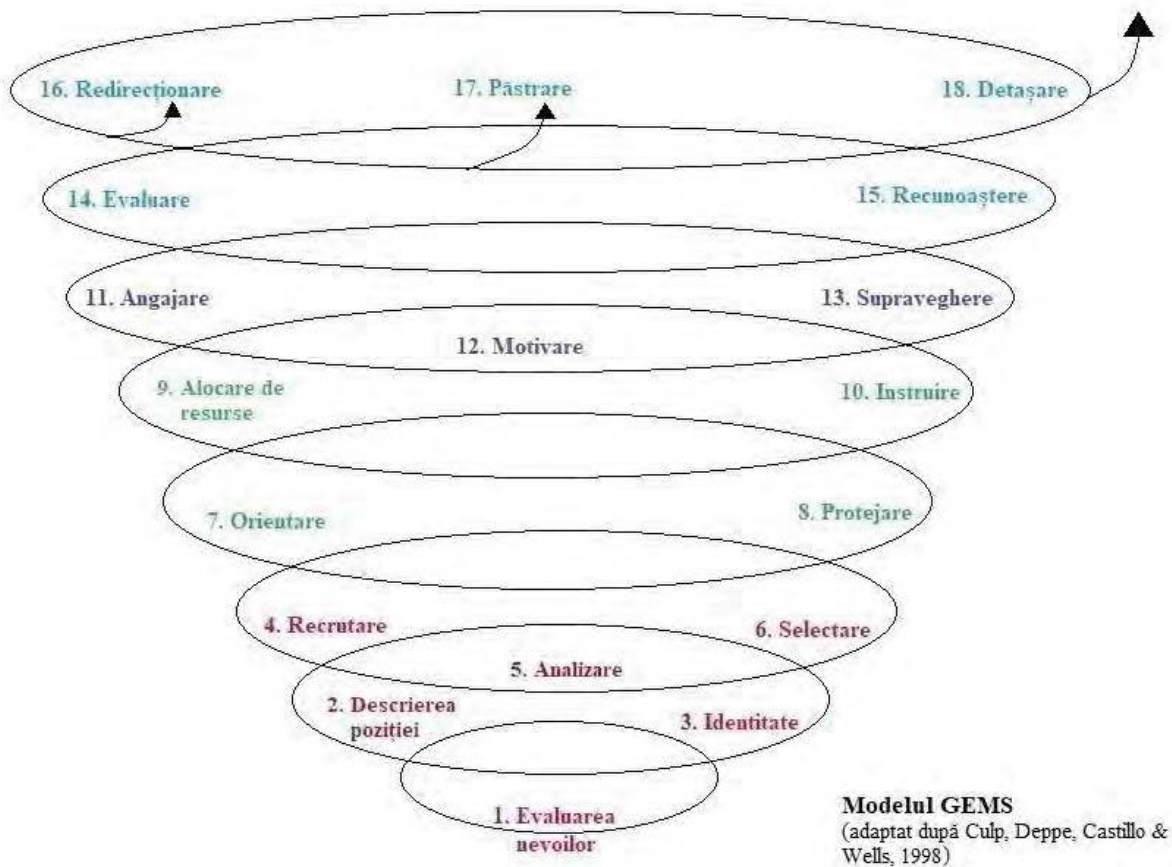 16. Redirecționare
17. Păstrare
18. Detașare
14. Evaluare
15. Recunoaștere
11. Angajare
13. Supraveghere
12. Motivare
9. Alocare de
resurse
10. Instruire
7. Orientare
8. Protejare
4. Recrutare
6. Selectare
5. Analizare
2. Descrierea
poziției
3. Identitate
1. Evaluarea
nevoilor
Modelul GEMS
(adaptat după Culp, Deppe, Castillo &
Wells, 1998)